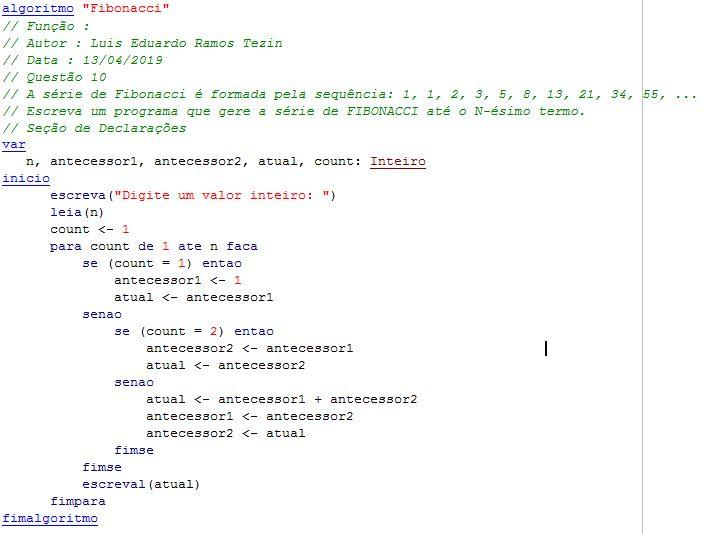 algoritmo "Fibonacci"
// Função :
// Autor : Luis Eduardo Ramos Tezin
// Data : 13/04/2019
// Questão 10
// A série de Fibonacci é formada pela sequência: 1, 1, 2, 3, 5, 8, 13, 21, 34, 55, ...
// Escreva um programa que gere a série de FIBONACCI até o N-ésimo termo.
// Seção de Declarações
var
   n, antecessor1, antecessor2, atual, count: Inteiro
inicio
      escreva("Digite um valor inteiro: ")
      leia(n)
      count <- 1
      para count de 1 ate n faca
          se (count = 1) entao
              antecessor1 <- 1
              atual <- antecessor1
          senao
              se (count = 2) entao
                  antecessor2 <- antecessor1
                  atual <- antecessor2
              senao
                  atual <- antecessor1 + antecessor2
                  antecessor1 <- antecessor2
                  antecessor2 <- atual
              fimse
          fimse
          escreval(atual)
      fimpara
fimalgoritmo